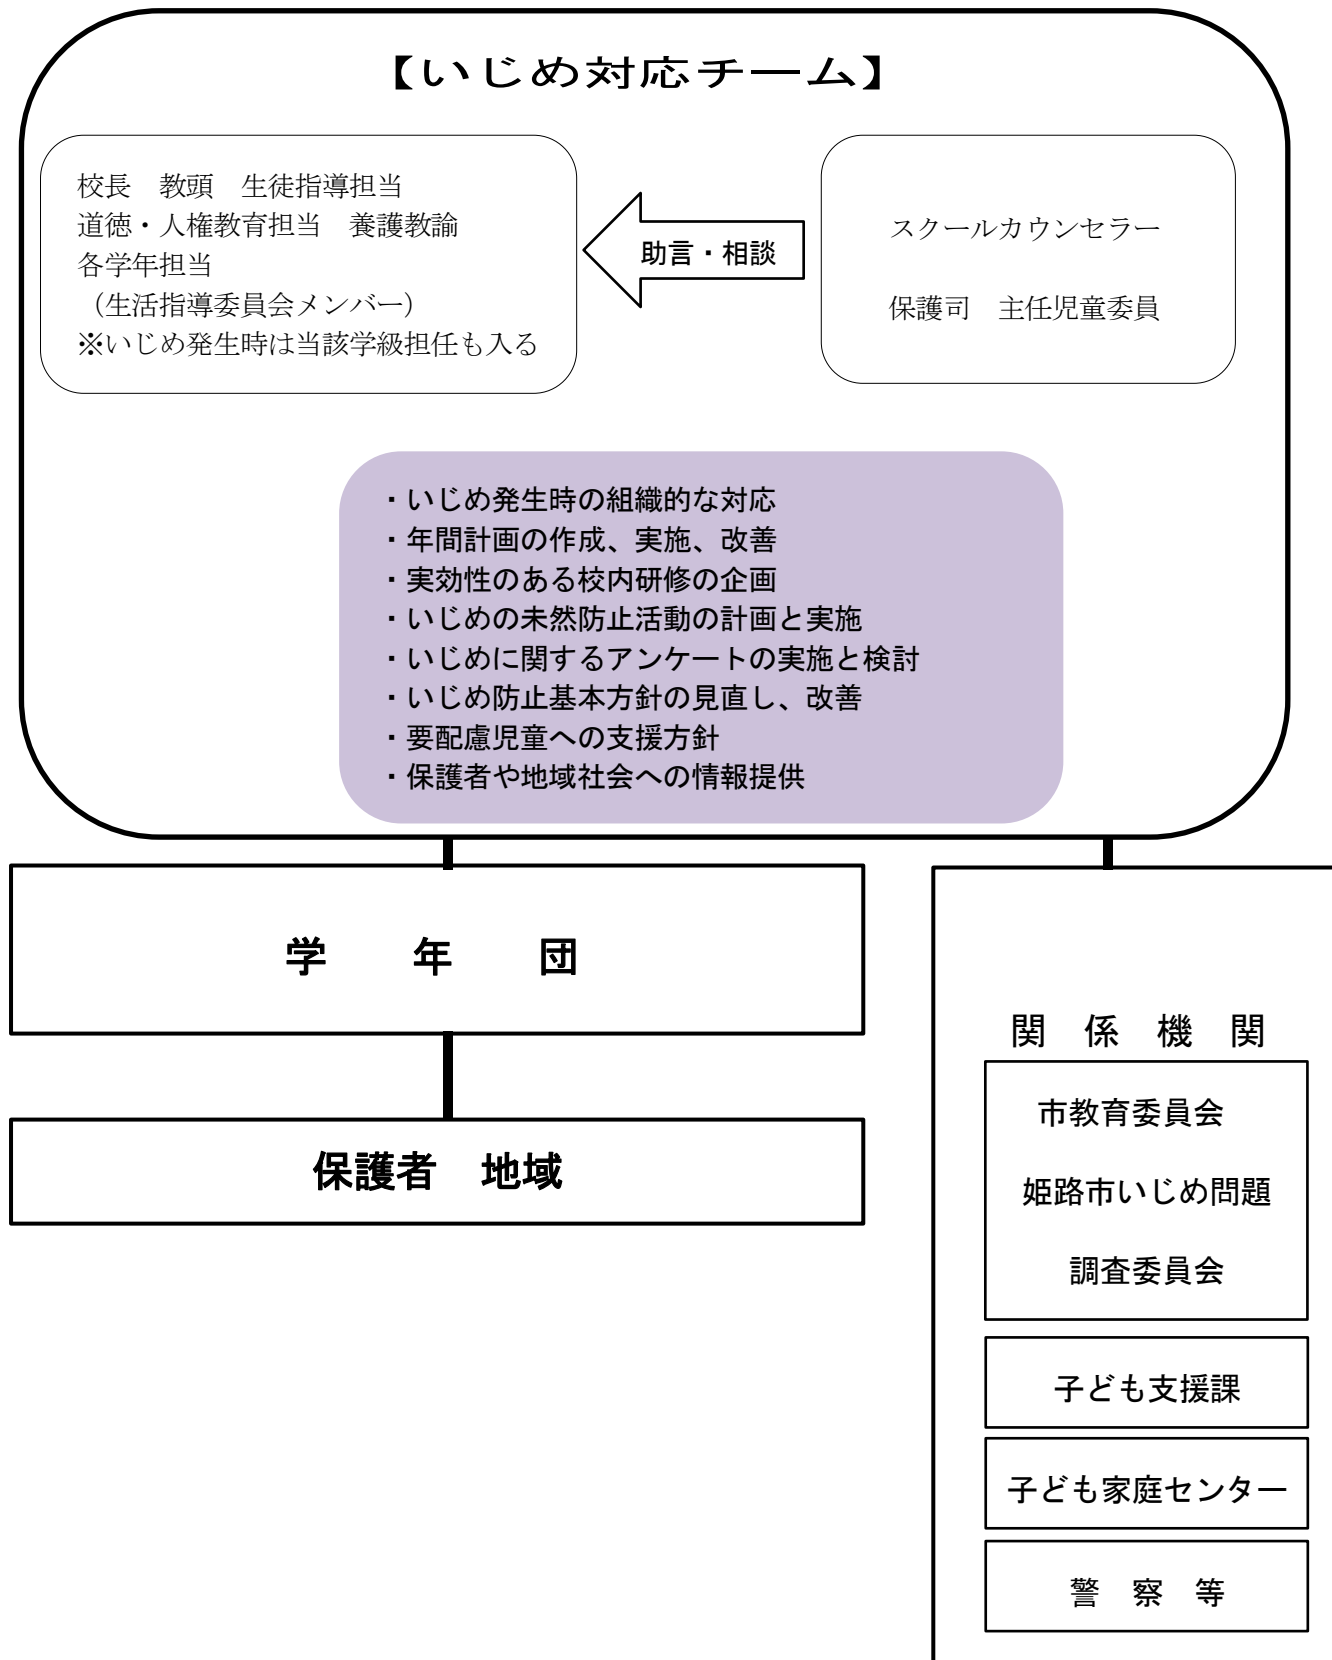 【いじめ対応チーム】
校長　教頭　生徒指導担当
道徳・人権教育担当　養護教諭
各学年担当
（生活指導委員会メンバー）
※いじめ発生時は当該学級担任も入る
助言・相談
スクールカウンセラー
保護司　主任児童委員
・いじめ発生時の組織的な対応
・年間計画の作成、実施、改善
・実効性のある校内研修の企画
・いじめの未然防止活動の計画と実施
・いじめに関するアンケートの実施と検討
・いじめ防止基本方針の見直し、改善
・要配慮児童への支援方針
・保護者や地域社会への情報提供
学　年　団
保護者　地域
関　係　機　関
市教育委員会
姫路市いじめ問題
調査委員会
子ども支援課
子ども家庭センター
警　察　等